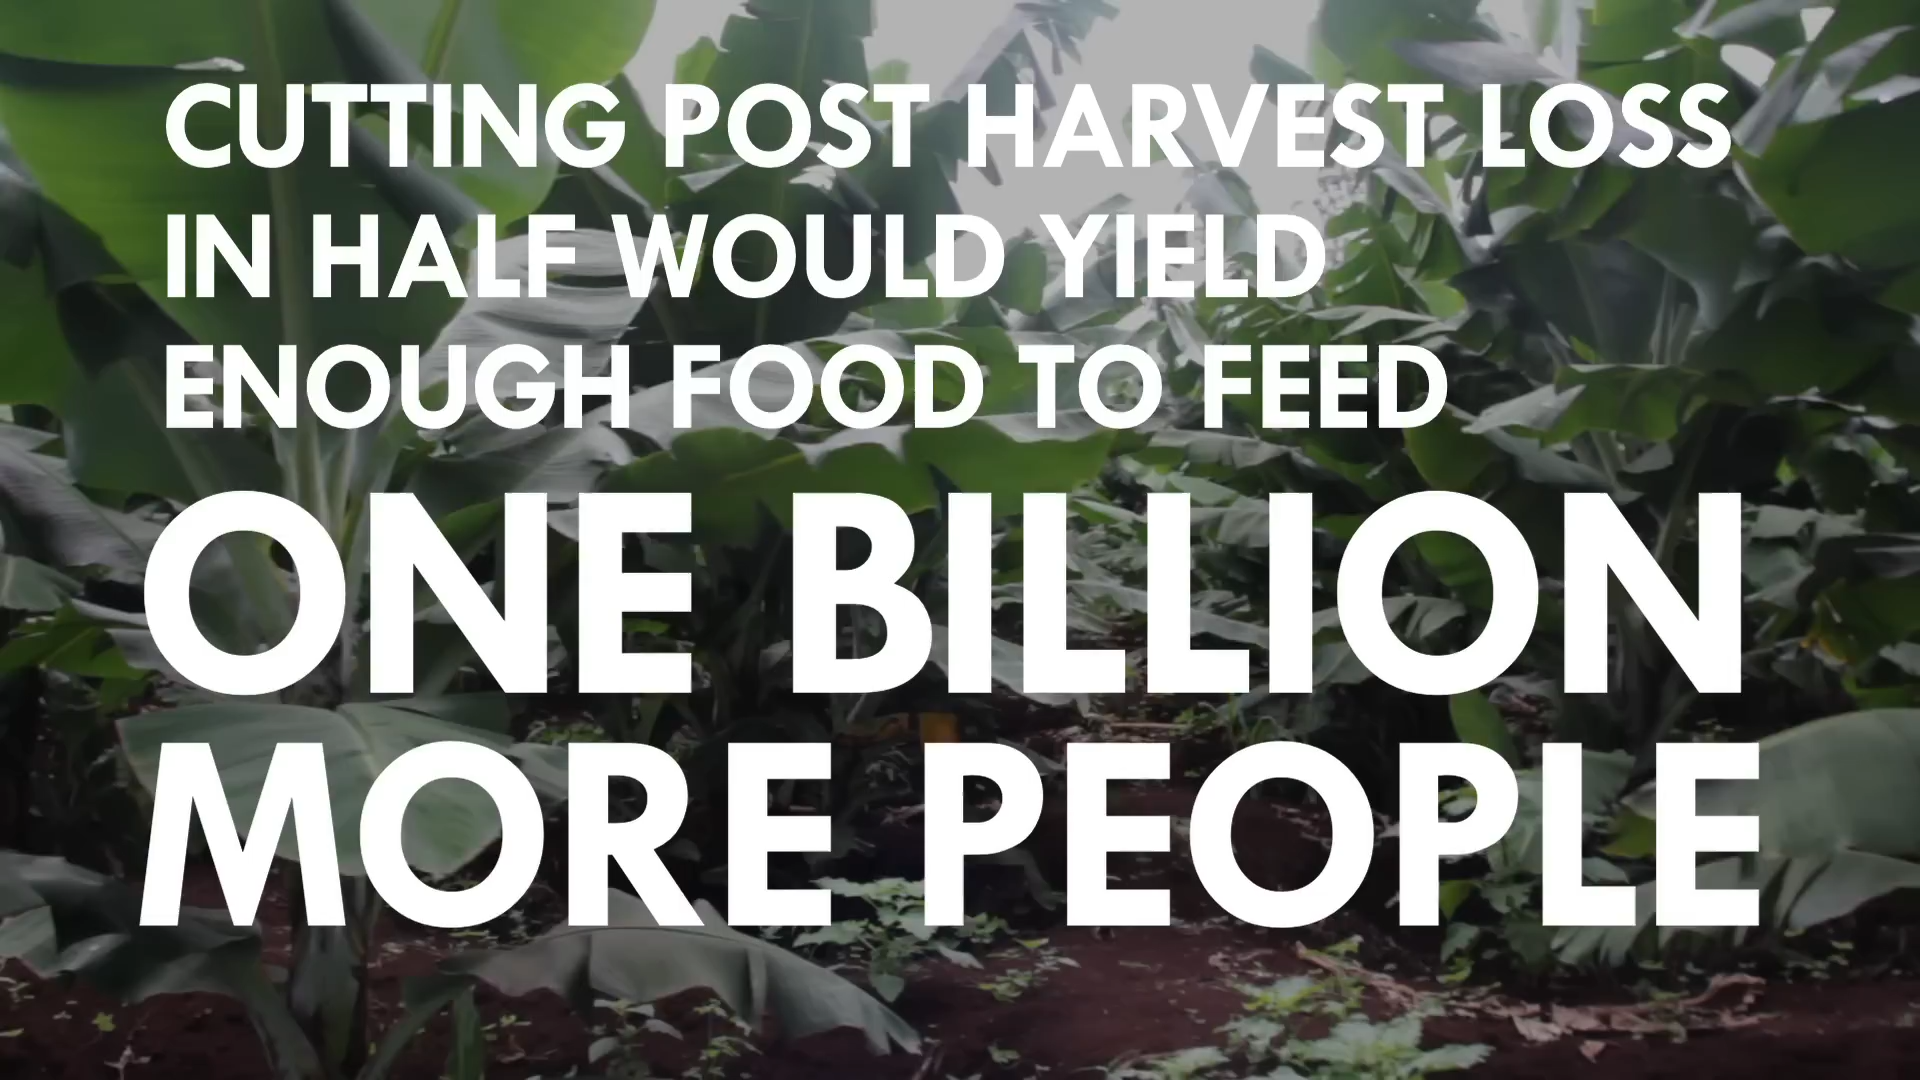 CUTTING POST HARVEST LOSS
IN HALF WOULD YIELD
ENOUGH FOOD TO FEED
ONE BILLION
MORE PEOPLE